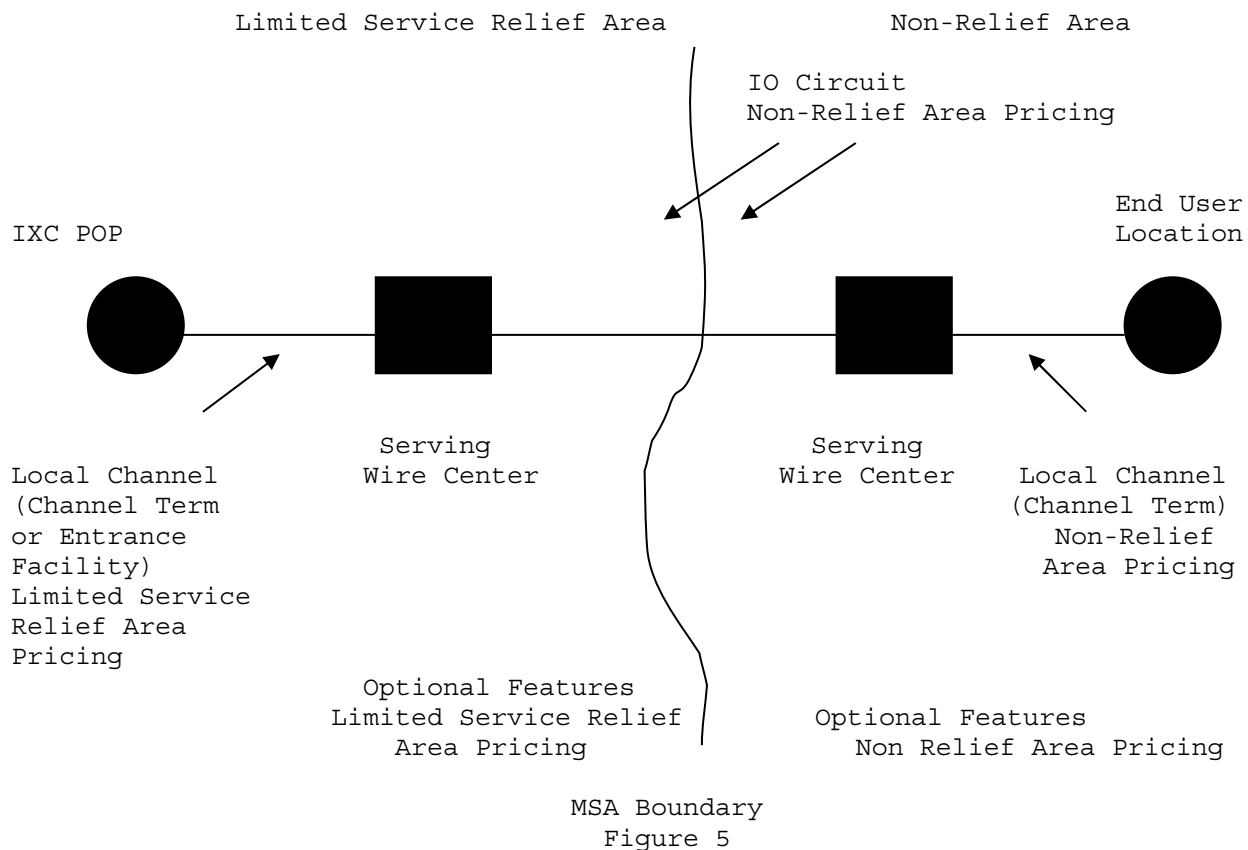 Limited Service Relief Area
Non-Relief Area
IO Circuit
Non-Relief Area Pricing
IXC POP
End User
Location
Serving
Wire Center
Serving
Wire Center
Local Channel
(Channel Term
or Entrance
Facility)
Limited Service
Relief Area
Pricing
Local Channel
(Channel Term)
Non-Relief
Area Pricing
Optional Features
Limited Service Relief
Area Pricing
Optional Features
Non Relief Area Pricing
MSA Boundary
Figure 5